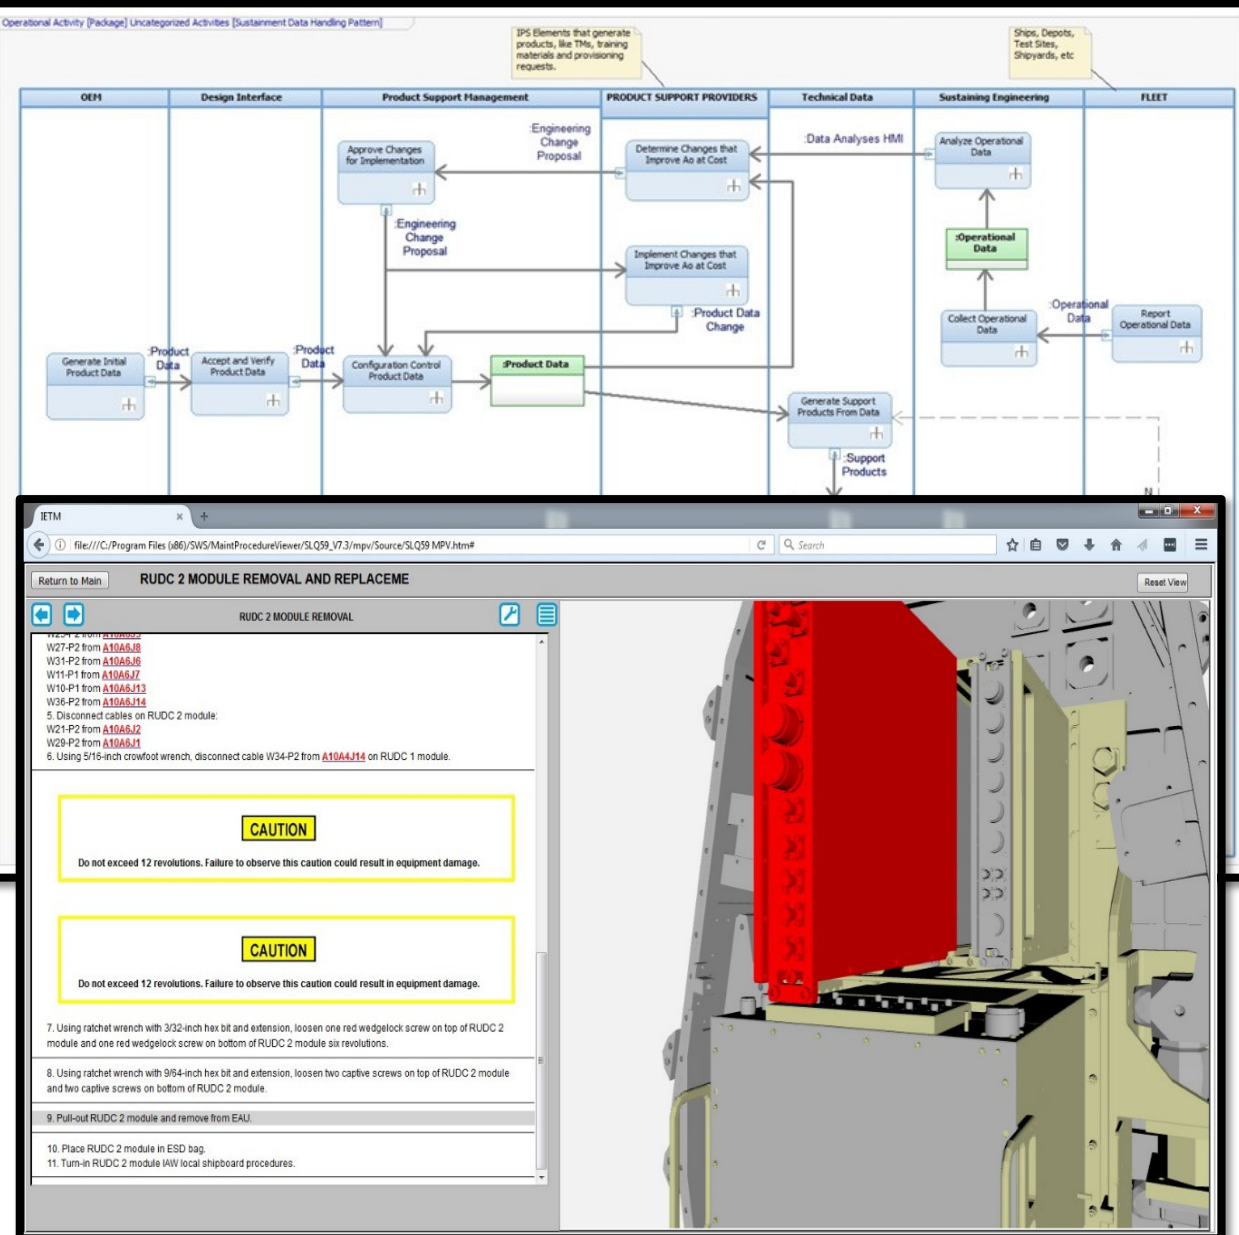 Operational Activity [Package] Uncategorized Activities [Sustainment Data Handling Pattern]
IPS Elements that generate
products, like TMs, training
materials and provisioning
requests.
Ships, Depots,
Test Sites,
Shipyards, etc
OEM
Design Interface
Product Support Management
PRODUCT SUPPORT PROVIDERS
Technical Data
Sustaining Engineering
FLEET
Approve Changes
for Implementation
:Engineering
Change
Proposal
Determine Changes that
Improve Ao at Cost
:Data Analyses HMI
Analyze Operational
Data
:Engineering
Change
Proposal
Implement Changes that
Improve Ao at Cost
:Operational
Data
:Product Data
Change
Collect Operational
Data
:Operational
Data
Report
Operational Data
Generate Initial
Product Data
:Product
Data
Accept and Verify
Product Data
:Product
Data
Configuration Control
Product Data
:Product Data
Generate Support
Products From Data
:Support
Products
N
IETM
file:///C:/Program Files (x86)/SWS/MaintProcedureViewer/SLQ59_V7.3/mpv/Source/SLQ59 MPV.htm#
Search
Return to Main
RUDC 2 MODULE REMOVAL AND REPLACEME
Reset View
RUDC 2 MODULE REMOVAL
W27-P2 from A10A6J8
W31-P2 from A10A6J6
W11-P1 from A10A6J7
W10-P1 from A10A6J13
W36-P2 from A10A6J14
5. Disconnect cables on RUDC 2 module:
W21-P2 from A10A6J2
W29-P2 from A10A6J1
6. Using 5/16-inch crowfoot wrench, disconnect cable W34-P2 from A10A4J14 on RUDC 1 module.
CAUTION
Do not exceed 12 revolutions. Failure to observe this caution could result in equipment damage.
CAUTION
Do not exceed 12 revolutions. Failure to observe this caution could result in equipment damage.
7. Using ratchet wrench with 3/32-inch hex bit and extension, loosen one red wedgelock screw on top of RUDC 2
module and one red wedgelock screw on bottom of RUDC 2 module six revolutions.
8. Using ratchet wrench with 9/64-inch hex bit and extension, loosen two captive screws on top of RUDC 2 module
and two captive screws on bottom of RUDC 2 module.
9. Pull-out RUDC 2 module and remove from EAU.
10. Place RUDC 2 module in ESD bag.
11. Turn-in RUDC 2 module IAW local shipboard procedures.